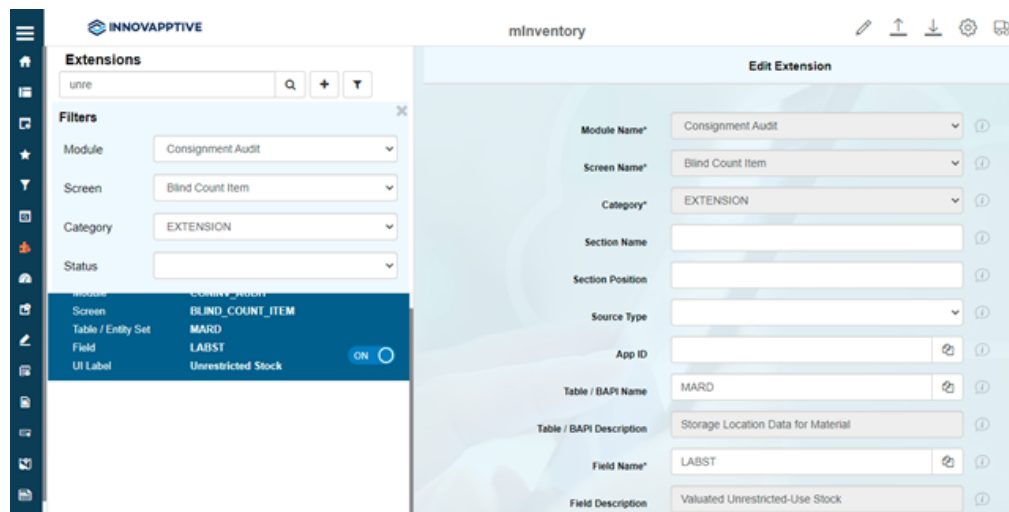 INNOVAPPTIVE
mInventory
Extensions
unre
Filters
Module Consignment Audit
Screen Blind Count Item
Category EXTENSION
Status
Module CONINV_AUDIT
Screen BLIND_COUNT_ITEM
Table / Entity Set MARD
Field LABST
UI Label Unrestricted Stock
ON
Edit Extension
Module Name* Consignment Audit
Screen Name* Blind Count Item
Category* EXTENSION
Section Name
Section Position
Source Type
App ID
Table / BAPI Name MARD
Table / BAPI Description Storage Location Data for Material
Field Name* LABST
Field Description Valuated Unrestricted-Use Stock